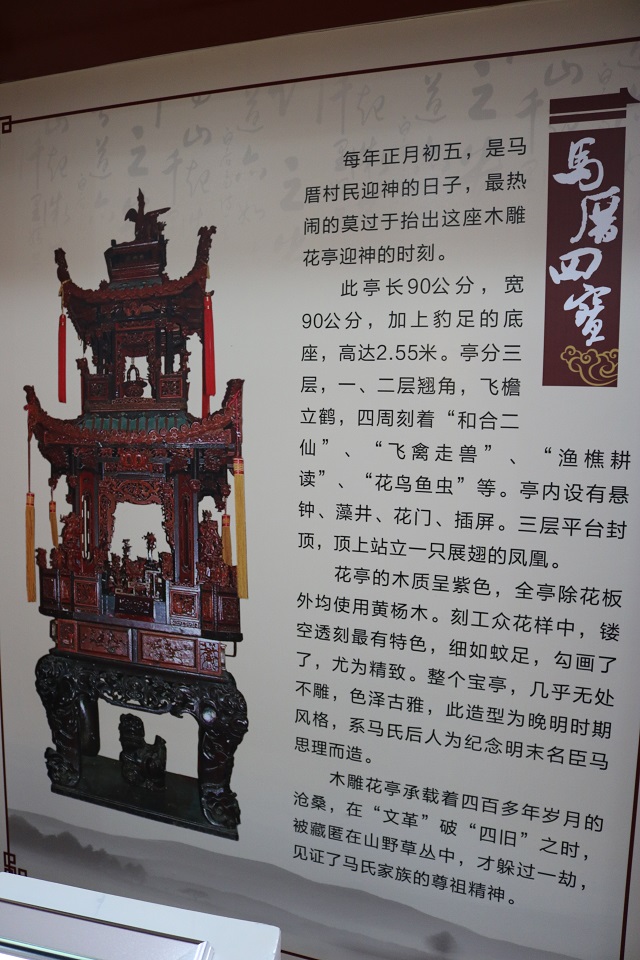 馬厝四寳
每年正月初五，是马
厝村民迎神的日子，最热
闹的莫过于抬出这座木雕
花亭迎神的时刻。
此亭长90公分，宽
90公分，加上豹足的底
座，高达2.55米。亭分三
层，一、二层翘角，飞檐
立鹤，四周刻着“和合二
仙”、“飞禽走兽”、“渔樵耕
读”、“花鸟鱼虫”等。亭内设有悬
钟、藻井、花门、插屏。三层平台封
顶，顶上站立一只展翅的凤凰。
花亭的木质呈紫色，全亭除花板
外均使用黄杨木。刻工众花样中，镂
空透刻最有特色，细如蚊足，勾画了
了，尤为精致。整个宝亭，几乎无处
不雕，色泽古雅，此造型为晚明时期
风格，系马氏后人为纪念明末名臣马
思理而造。
木雕花亭承载着四百多年岁月的
沧桑，在“文革”破“四旧”之时，
被藏匿在山野草丛中，才躲过一劫，
见证了马氏家族的尊祖精神。